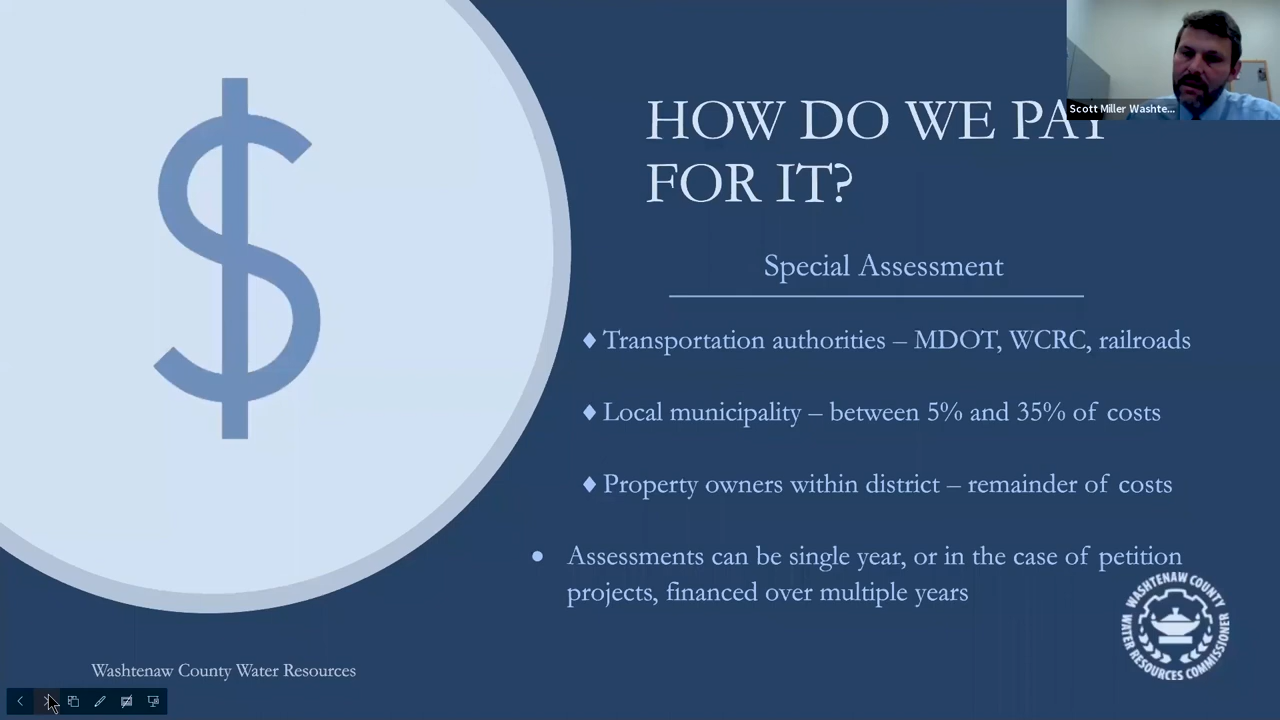 HOW DO WE PAY
FOR IT?
Scott Miller Washte...
Special Assessment
♦ Transportation authorities – MDOT, WCRC, railroads
♦ Local municipality – between 5% and 35% of costs
♦ Property owners within district – remainder of costs
• Assessments can be single year, or in the case of petition
projects, financed over multiple years
WASHTENAW COUNTY
WATER RESOURCES COMMISSIONER
Washtenaw County Water Resources